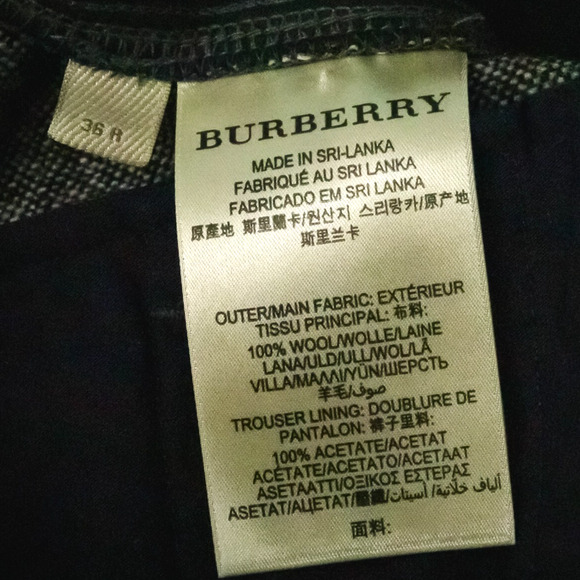 36 R
BURBERRY
MADE IN SRI-LANKA
FABRIQUÉ AU SRI LANKA
FABRICADO EM SRI LANKA
原產地 斯里蘭卡/원산지 스리랑카/原产地
斯里兰卡
OUTER/MAIN FABRIC: EXTÉRIEUR
TISSU PRINCIPAL: 布料:
100% WOOL/WOLLE/LAINE
LANA/ULD/ULL/WOL/LÃ
VILLA/ΜΑΛΛΙ/YÜN/ШЕРСТЬ
羊毛/صوف
TROUSER LINING: DOUBLURE DE
PANTALON: 裤子里料:
100% ACETATE/ACETAT
ACÉTATE/ACETATO/ACETAAT
ASETAATTI/ΟΞΙΚΟΣ ΕΣΤΕΡΑΣ
ASETAT/АЦЕТАТ/醋酯纖維/أسيتات/ألياف خلاتية/
面料: